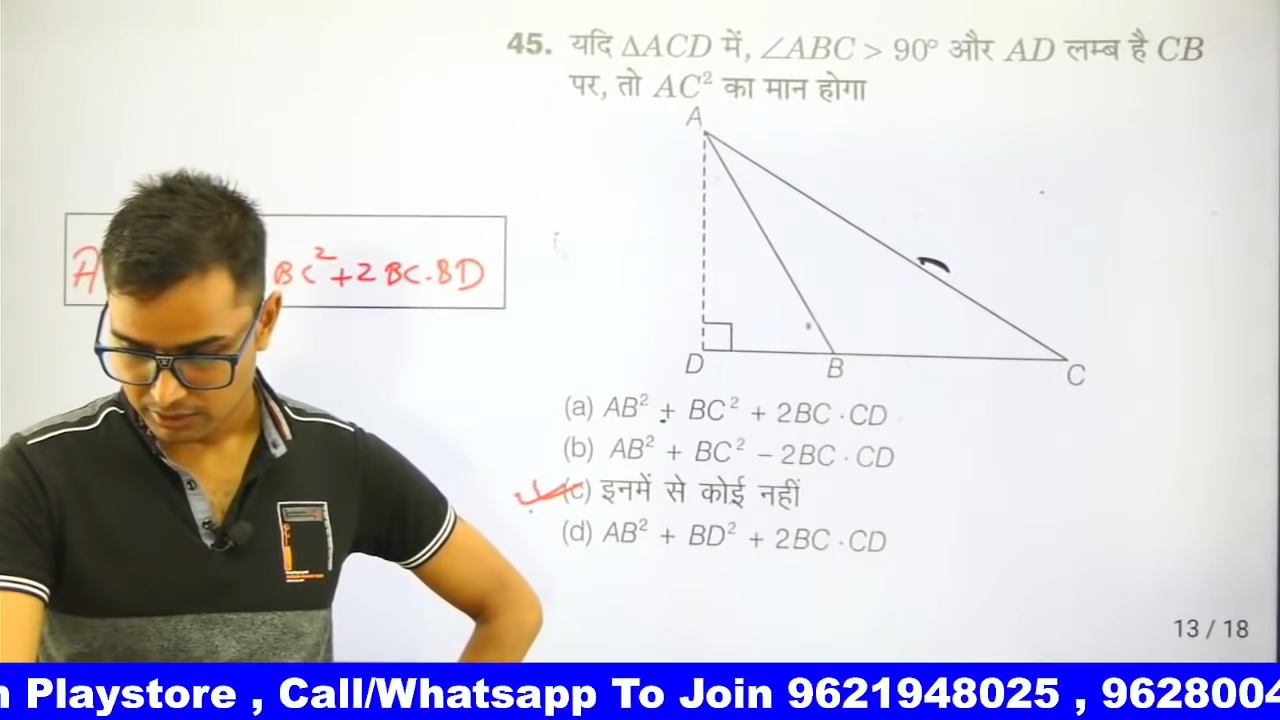 45. यदि ΔACD में, ∠ABC > 90° और AD लम्ब है CB
पर, तो AC² का मान होगा
A
BC²+2BC.BD
A
D
B
C
(a) AB² + BC² + 2BC · CD
(b) AB² + BC² − 2BC · CD
(c) इनमें से कोई नहीं
(d) AB² + BD² + 2BC · CD
13 / 18
Playstore , Call/Whatsapp To Join 9621948025 , 9628004